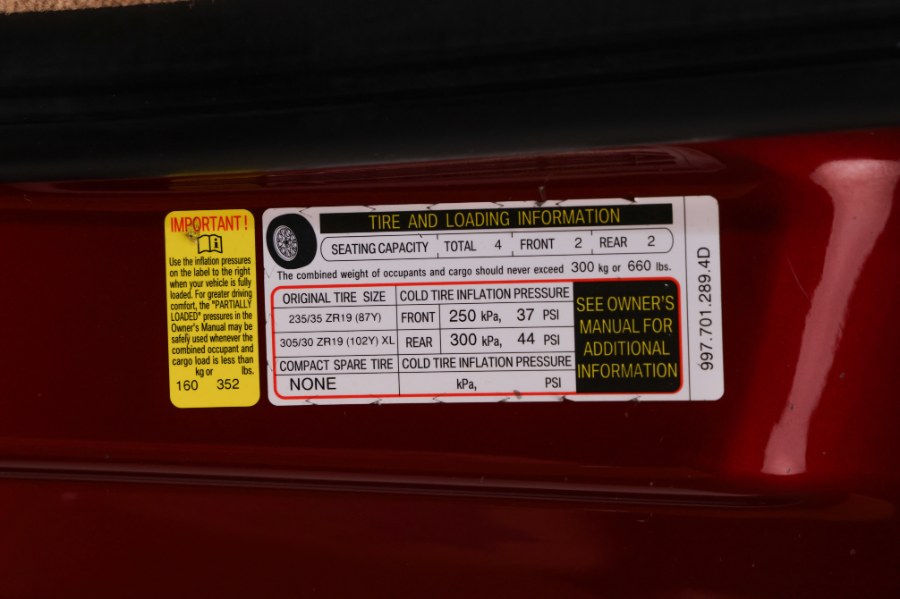 IMPORTANT!
Use the inflation pressures
on the label to the right
when your vehicle is fully
loaded. For greater driving
comfort, the "PARTIALLY
LOADED" pressures in the
Owner's Manual may be
safely used whenever the
combined occupant and
cargo load is less than
kg or lbs.
160 352
TIRE AND LOADING INFORMATION
SEATING CAPACITY TOTAL 4 FRONT 2 REAR 2
The combined weight of occupants and cargo should never exceed 300 kg or 660 lbs.
ORIGINAL TIRE SIZE COLD TIRE INFLATION PRESSURE
235/35 ZR19 (87Y) FRONT 250 kPa, 37 PSI
305/30 ZR19 (102Y) XL REAR 300 kPa, 44 PSI
COMPACT SPARE TIRE COLD TIRE INFLATION PRESSURE
NONE kPa, PSI
SEE OWNER'S
MANUAL FOR
ADDITIONAL
INFORMATION
997.701.289.4D